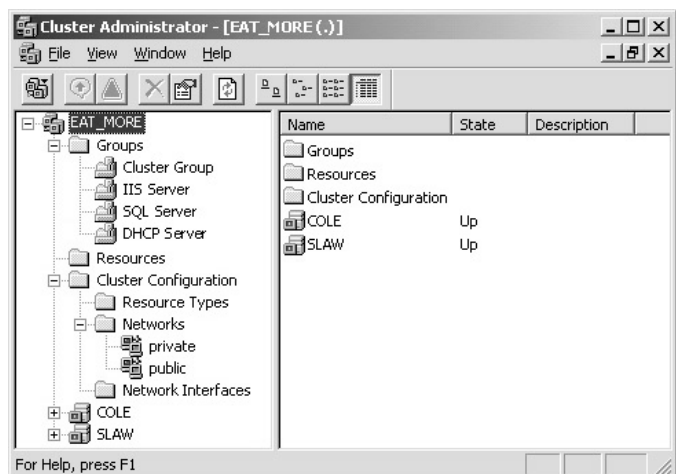 Cluster Administrator - [EAT_MORE (.)]
File View Window Help
EAT_MORE
Groups
Cluster Group
IIS Server
SQL Server
DHCP Server
Resources
Cluster Configuration
Resource Types
Networks
private
public
Network Interfaces
COLE
SLAW
Name State Description
Groups
Resources
Cluster Configuration
COLE Up
SLAW Up
For Help, press F1